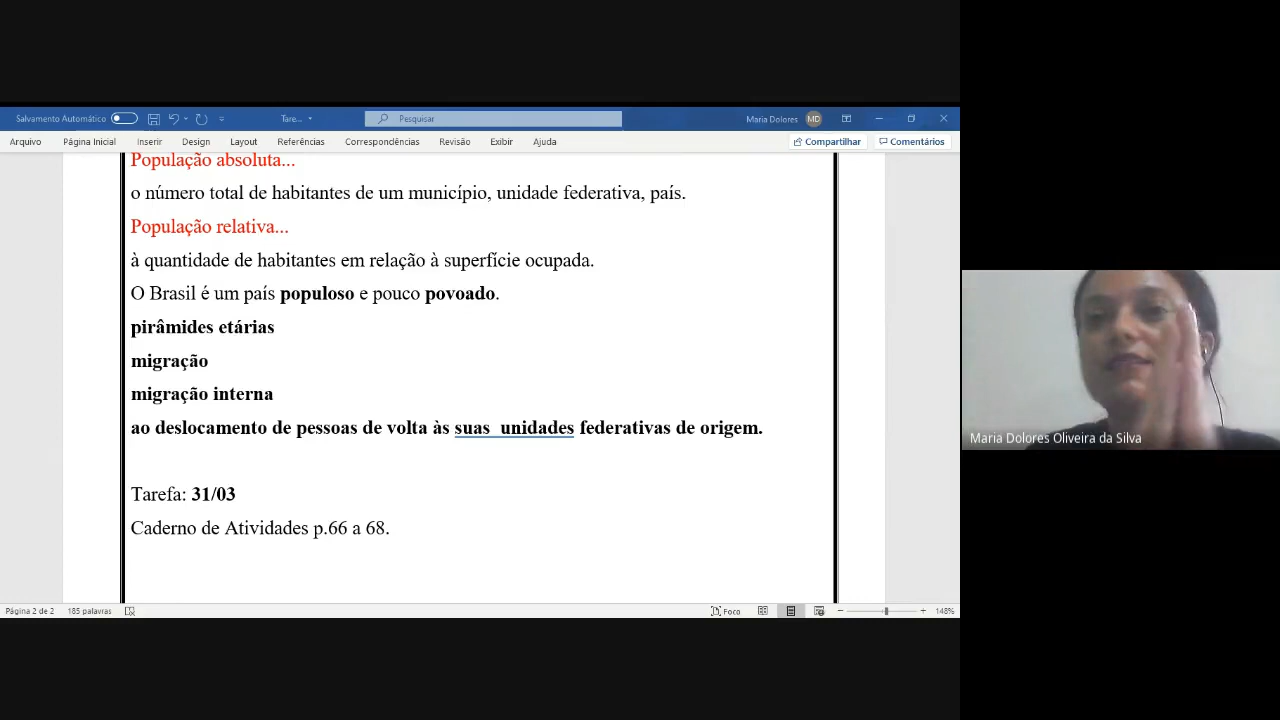 Salvamento Automático
Tare...
Pesquisar
Maria Dolores
MD
Arquivo
Página Inicial
Inserir
Design
Layout
Referências
Correspondências
Revisão
Exibir
Ajuda
Compartilhar
Comentários
População absoluta...
o número total de habitantes de um município, unidade federativa, país.
População relativa...
à quantidade de habitantes em relação à superfície ocupada.
O Brasil é um país populoso e pouco povoado.
pirâmides etárias
migração
migração interna
ao deslocamento de pessoas de volta às suas  unidades federativas de origem.
Tarefa: 31/03
Caderno de Atividades p.66 a 68.
Maria Dolores Oliveira da Silva
Página 2 de 2
185 palavras
Foco
148%